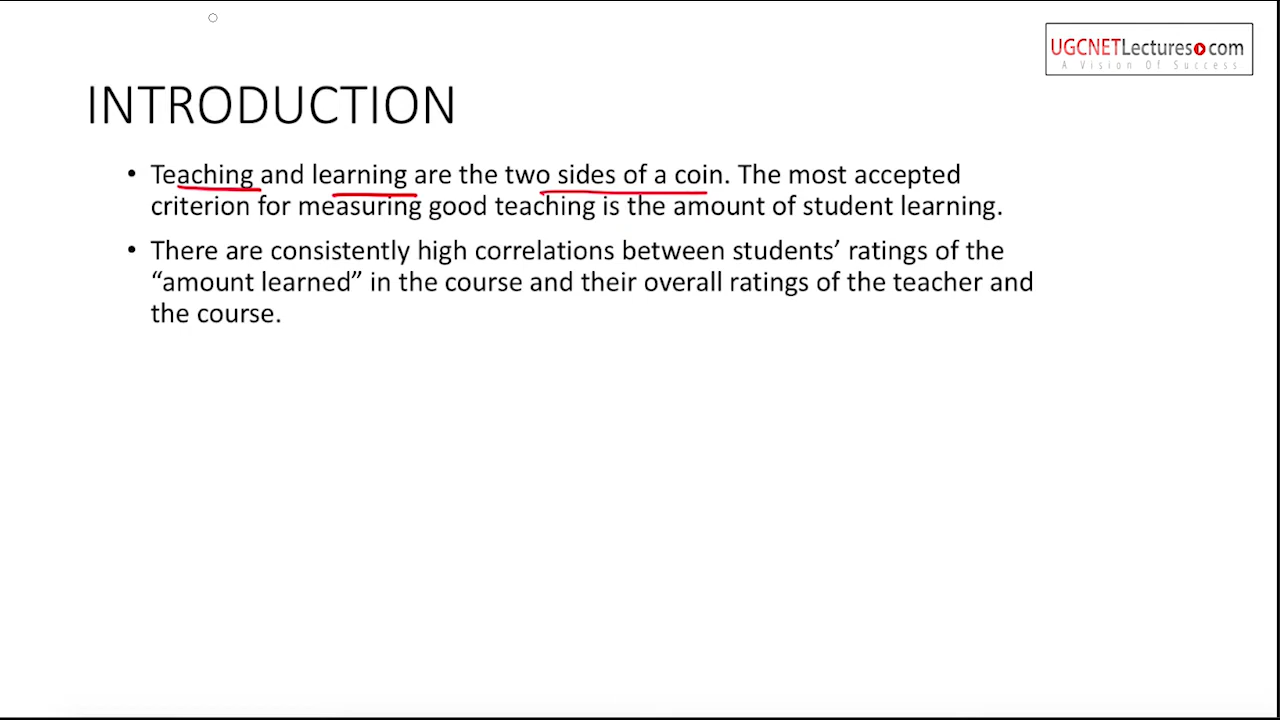 UGCNETLectures.com
A Vision Of Success
INTRODUCTION
• Teaching and learning are the two sides of a coin. The most accepted
criterion for measuring good teaching is the amount of student learning.
• There are consistently high correlations between students’ ratings of the
“amount learned” in the course and their overall ratings of the teacher and
the course.